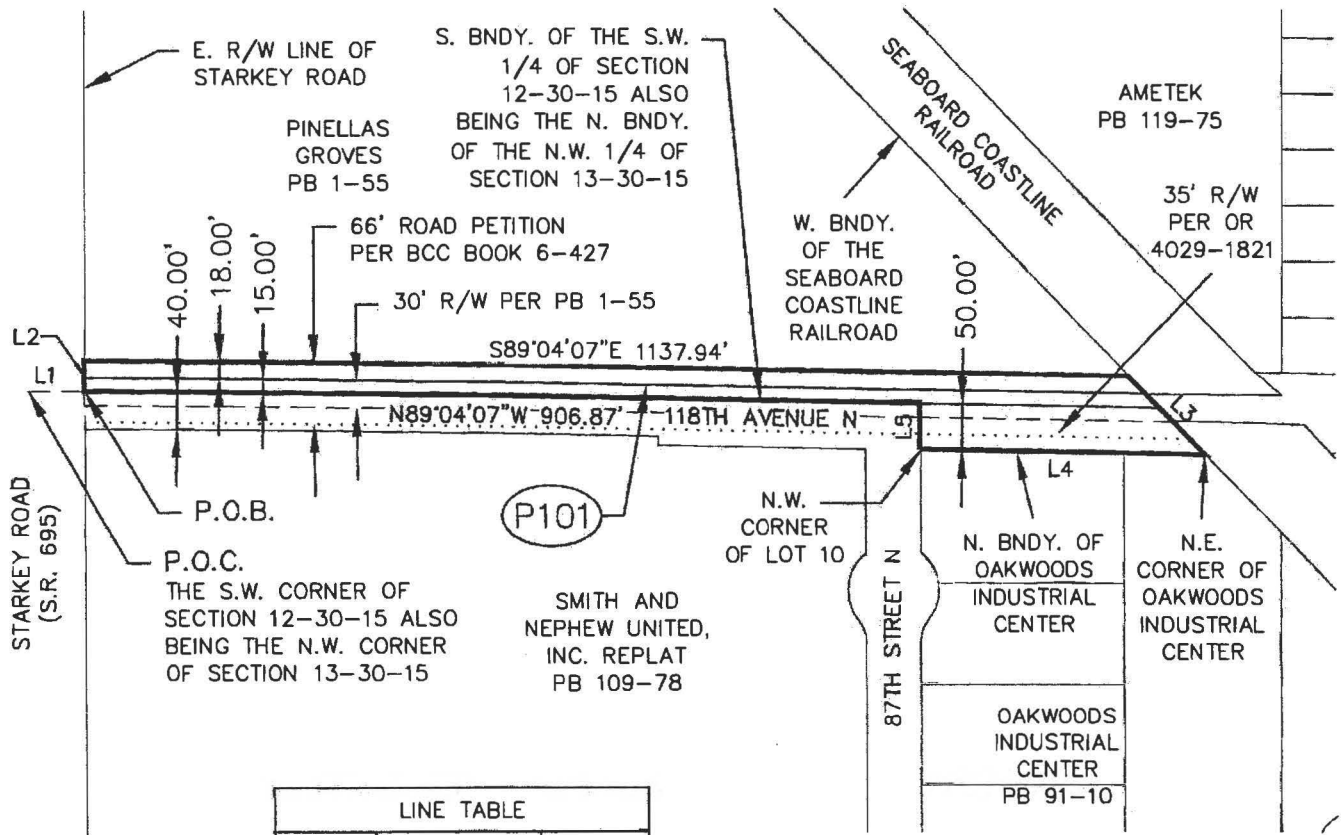 E. R/W LINE OF
STARKEY ROAD
S. BNDY. OF THE S.W.
1/4 OF SECTION
12-30-15 ALSO
BEING THE N. BNDY.
OF THE N.W. 1/4 OF
SECTION 13-30-15
SEABOARD COASTLINE
RAILROAD
AMETEK
PB 119-75
PINELLAS
GROVES
PB 1-55
35' R/W
PER OR
4029-1821
W. BNDY.
OF THE
SEABOARD
COASTLINE
RAILROAD
66' ROAD PETITION
PER BCC BOOK 6-427
40.00'
18.00'
15.00'
30' R/W PER PB 1-55
50.00'
L2
L1
S89°04'07"E 1137.94'
N89°04'07"W 906.87'
118TH AVENUE N
L5
L3
L4
P.O.B.
P101
N.W.
CORNER
OF LOT 10
N. BNDY. OF
OAKWOODS
INDUSTRIAL
CENTER
N.E.
CORNER OF
OAKWOODS
INDUSTRIAL
CENTER
STARKEY ROAD
(S.R. 695)
P.O.C.
THE S.W. CORNER OF
SECTION 12-30-15 ALSO
BEING THE N.W. CORNER
OF SECTION 13-30-15
SMITH AND
NEPHEW UNITED,
INC. REPLAT
PB 109-78
87TH STREET N
OAKWOODS
INDUSTRIAL
CENTER
PB 91-10
LINE TABLE